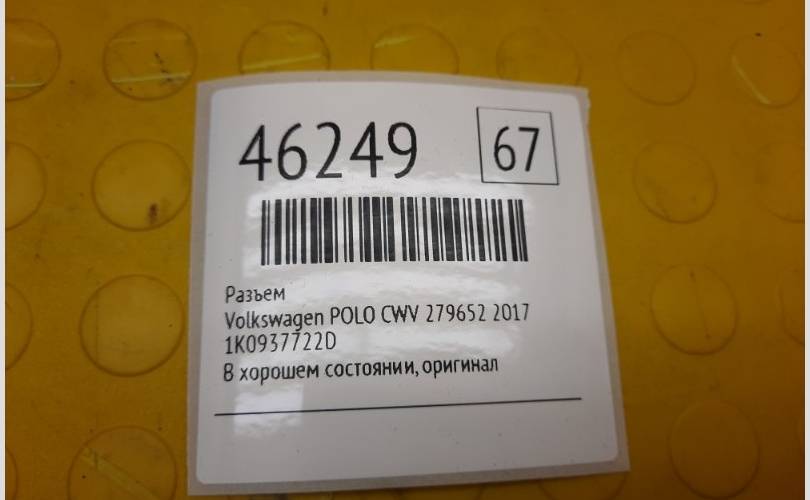 46249 67
Разъем
Volkswagen POLO CWV 279652 2017
1K0937722D
В хорошем состоянии, оригинал